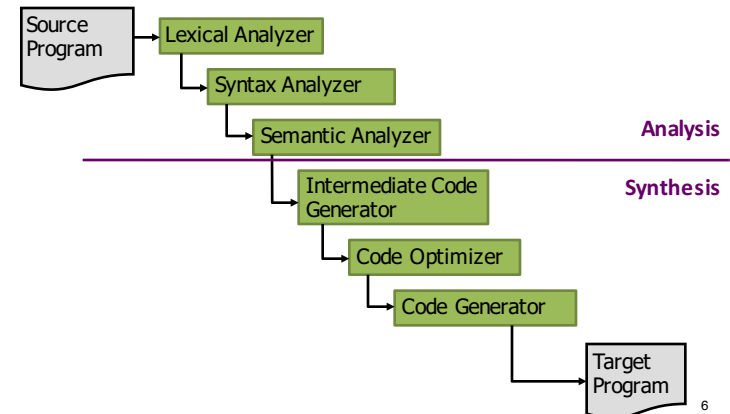 Source
Program
Lexical Analyzer
Syntax Analyzer
Semantic Analyzer
Analysis
Synthesis
Intermediate Code
Generator
Code Optimizer
Code Generator
Target
Program
6